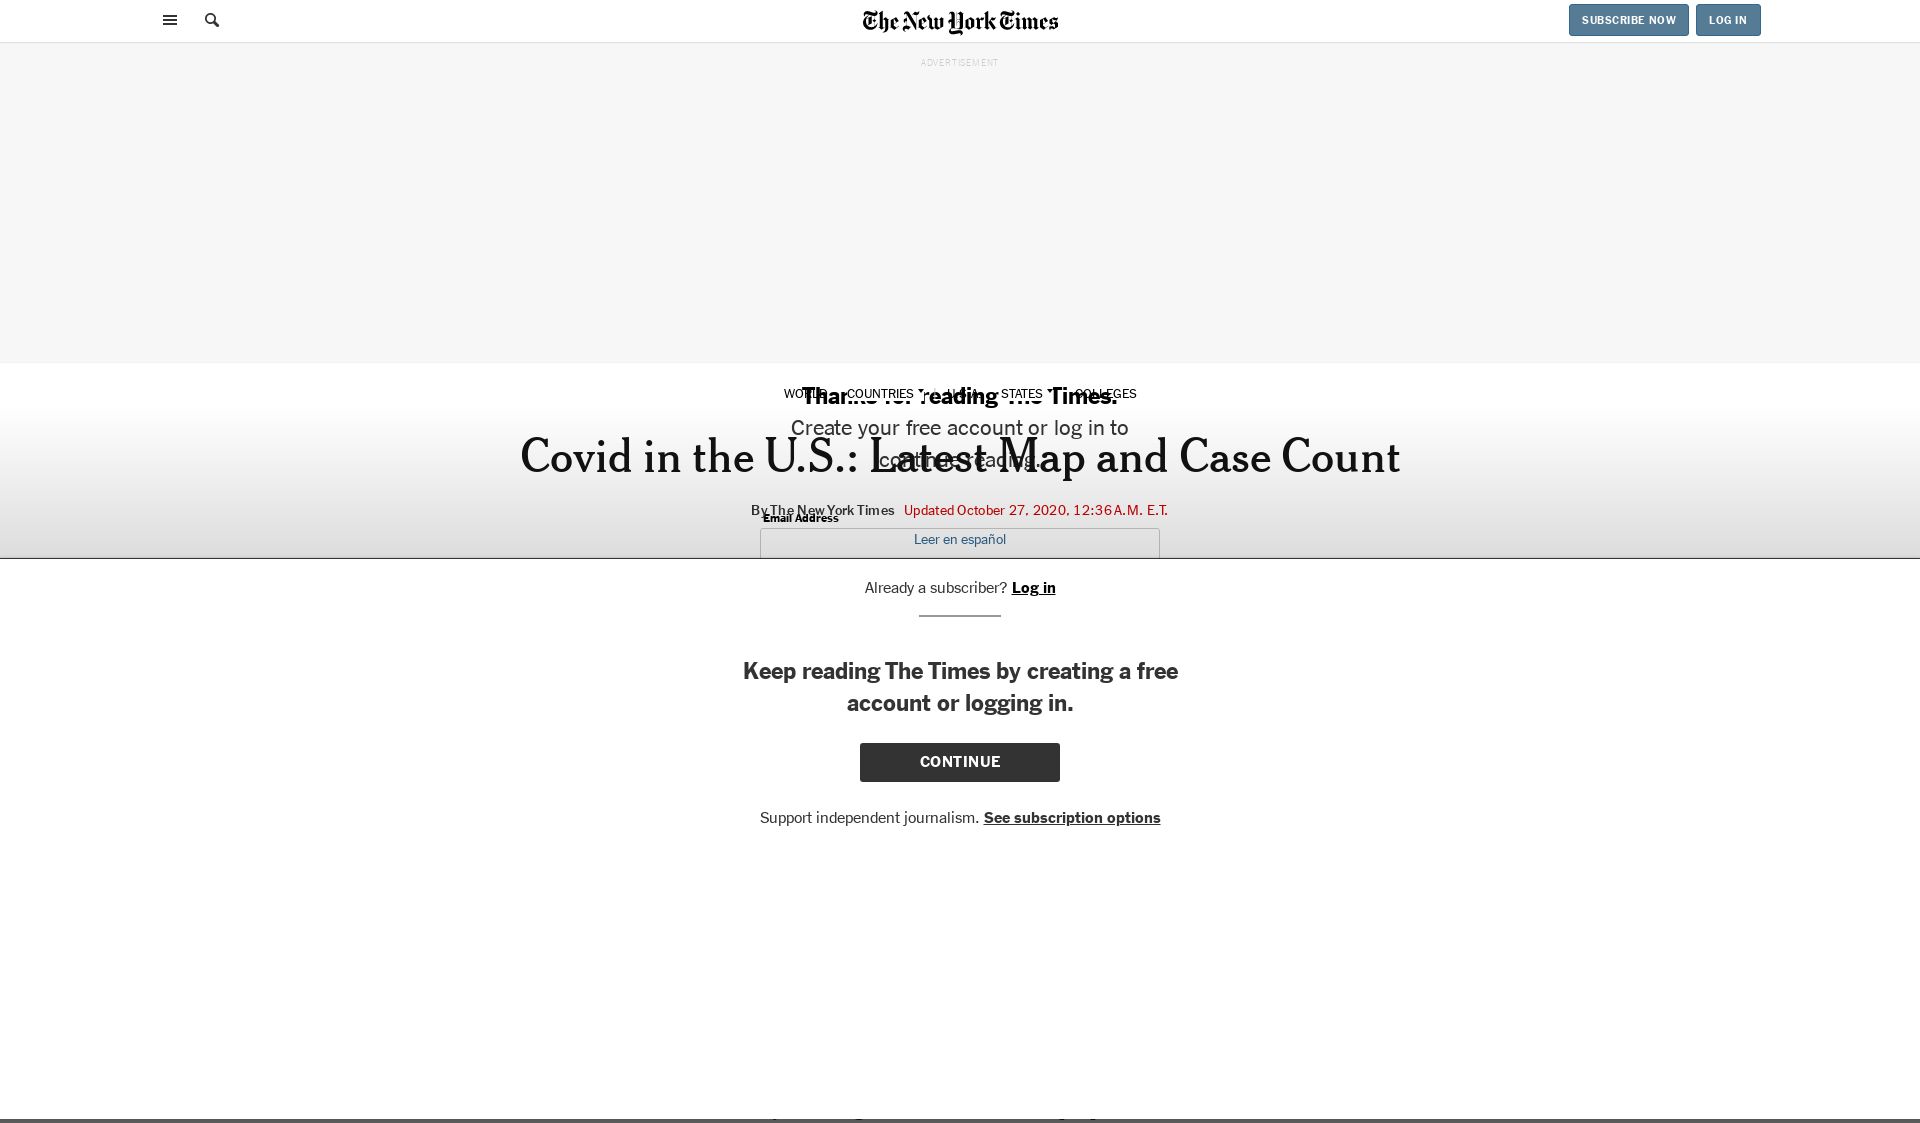 The New York Times
SUBSCRIBE NOW
LOG IN
ADVERTISEMENT
WORLD COUNTRIES U.S.A. STATES COLLEGES
Thanks for reading The Times.
Create your free account or log in to
continue reading.
Covid in the U.S.: Latest Map and Case Count
By The New York Times Updated October 27, 2020, 12:36 A.M. E.T.
Email Address
Leer en español
Already a subscriber? Log in
Keep reading The Times by creating a free
account or logging in.
CONTINUE
Support independent journalism. See subscription options